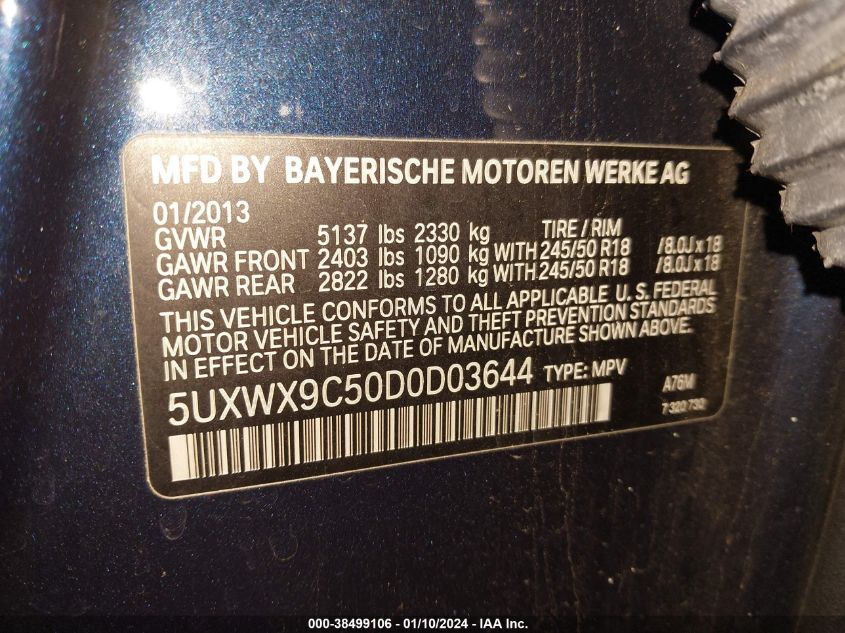 MFD BY BAYERISCHE MOTOREN WERKE AG
01/2013
TIRE / RIM
GVWR 5137 lbs 2330 kg
GAWR FRONT 2403 lbs 1090 kg WITH 245/50 R18 /8.0J x 18
GAWR REAR 2822 lbs 1280 kg WITH 245/50 R18 /8.0J x 18
THIS VEHICLE CONFORMS TO ALL APPLICABLE U. S. FEDERAL
MOTOR VEHICLE SAFETY AND THEFT PREVENTION STANDARDS
IN EFFECT ON THE DATE OF MANUFACTURE SHOWN ABOVE.
5UXWX9C50D0D03644 TYPE: MPV
A76M
000-38499106 - 01/10/2024 - IAA Inc.